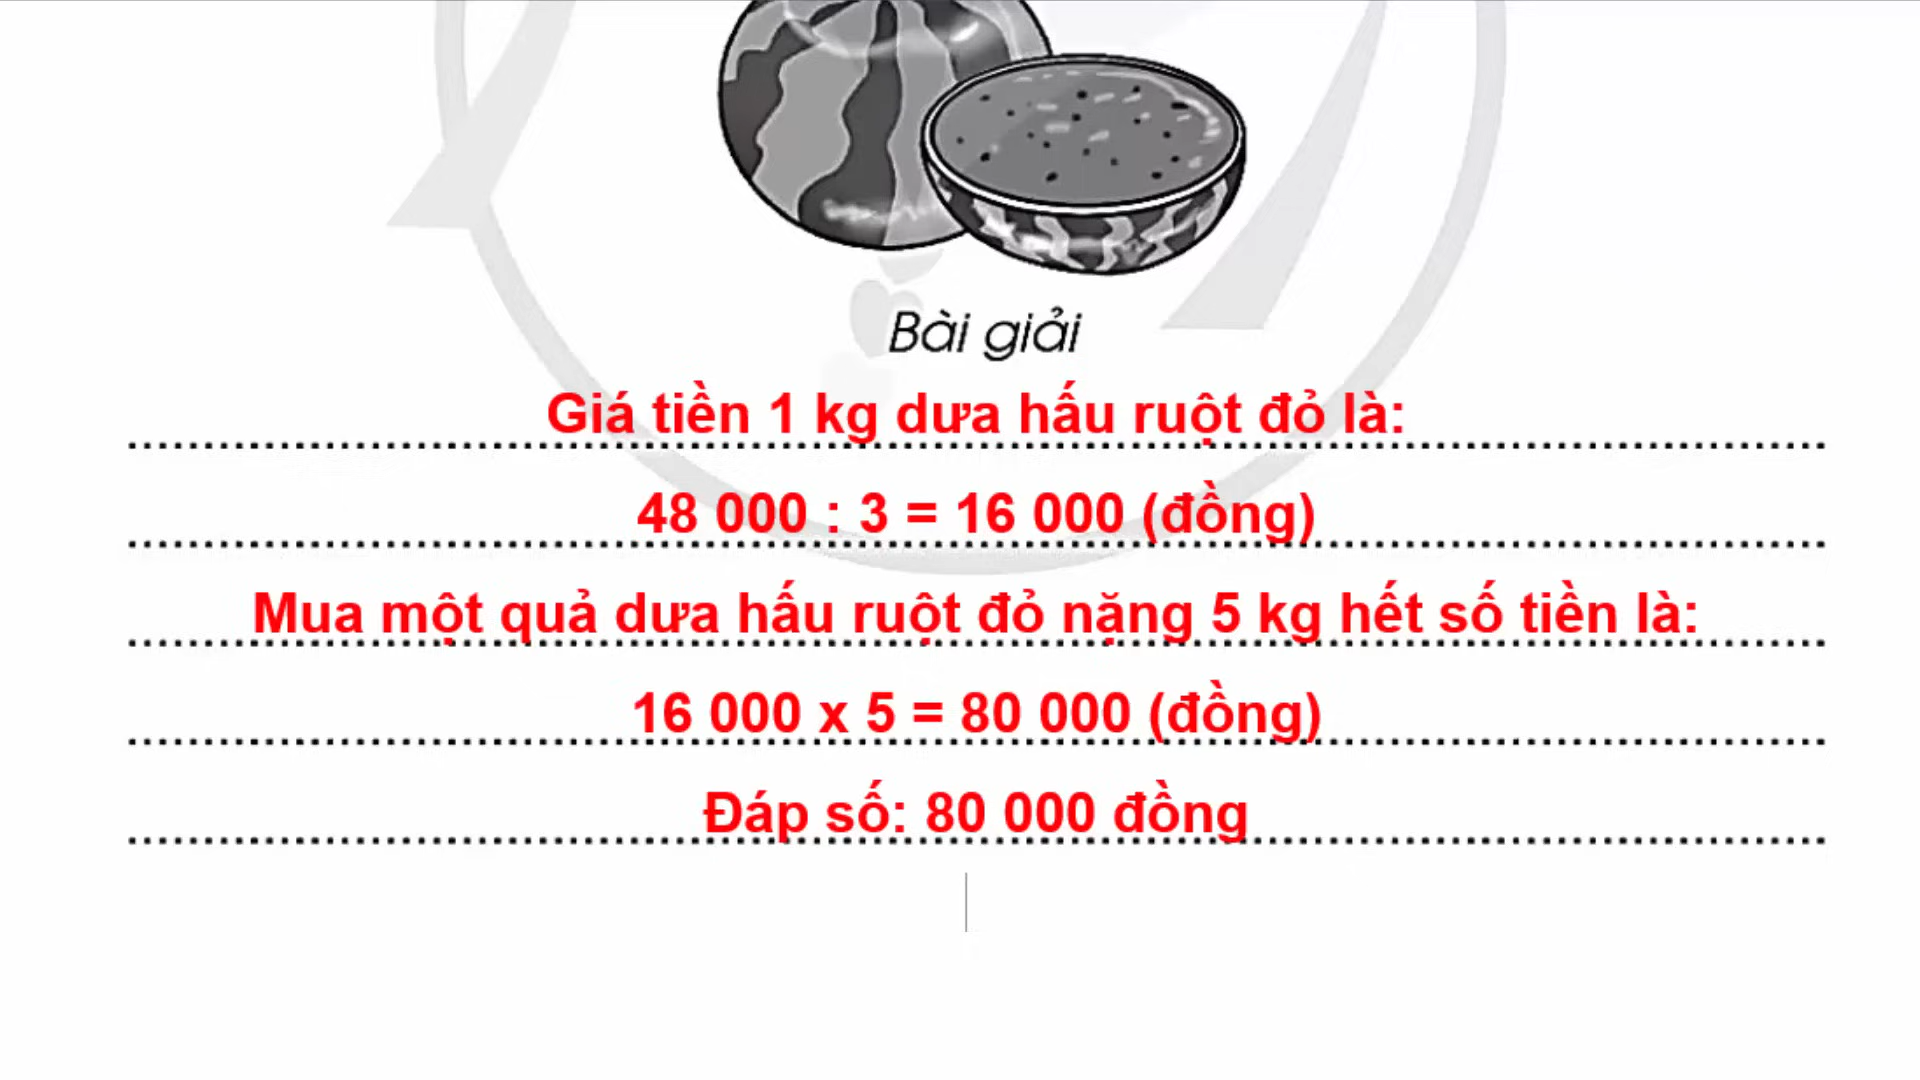 Bài giải
Giá tiền 1 kg dưa hấu ruột đỏ là:
48 000 : 3 = 16 000 (đồng)
Mua một quả dưa hấu ruột đỏ nặng 5 kg hết số tiền là:
16 000 x 5 = 80 000 (đồng)
Đáp số: 80 000 đồng